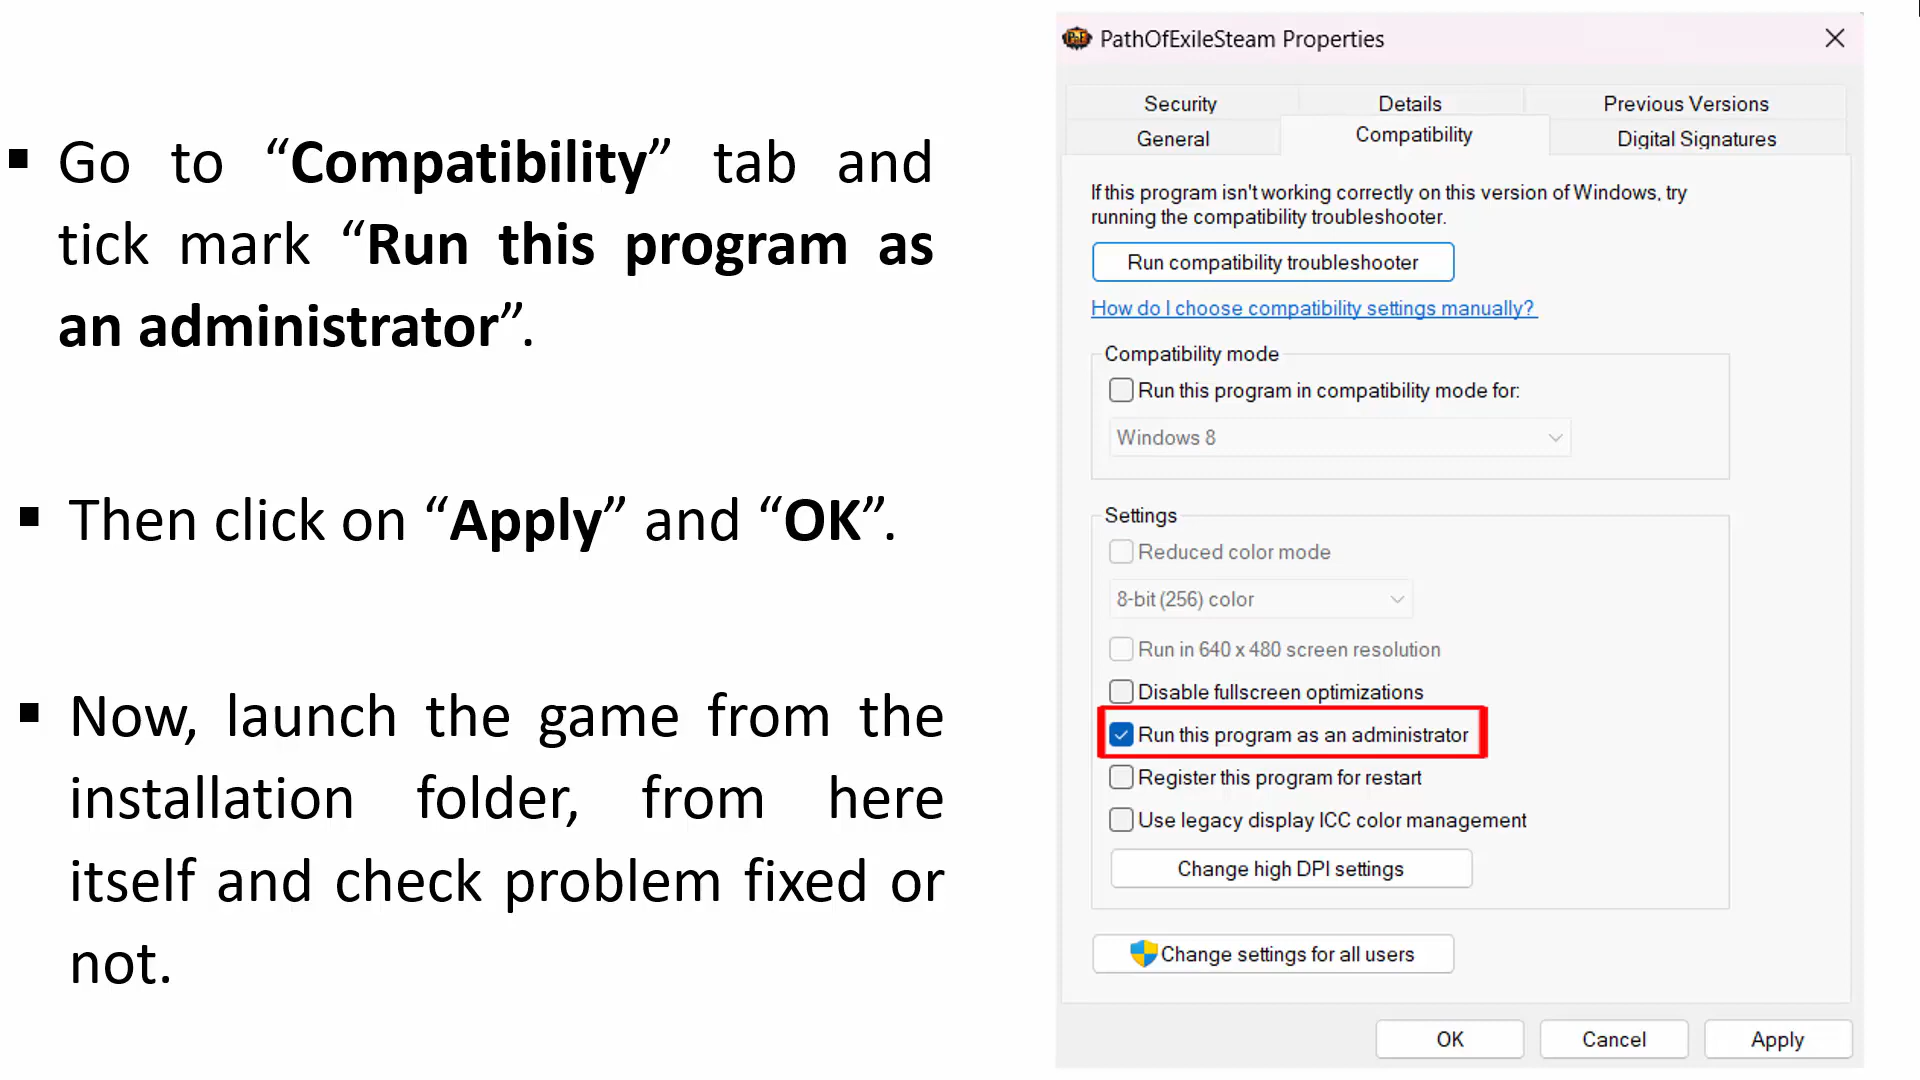 ▪ Go to “Compatibility” tab and
tick mark “Run this program as
an administrator”.
▪ Then click on “Apply” and “OK”.
▪ Now, launch the game from the
installation folder, from here
itself and check problem fixed or
not.
PathOfExileSteam Properties
Security Details Previous Versions
General Compatibility Digital Signatures
If this program isn't working correctly on this version of Windows, try
running the compatibility troubleshooter.
Run compatibility troubleshooter
How do I choose compatibility settings manually?
Compatibility mode
Run this program in compatibility mode for:
Windows 8
Settings
Reduced color mode
8-bit (256) color
Run in 640 x 480 screen resolution
Disable fullscreen optimizations
Run this program as an administrator
Register this program for restart
Use legacy display ICC color management
Change high DPI settings
Change settings for all users
OK Cancel Apply